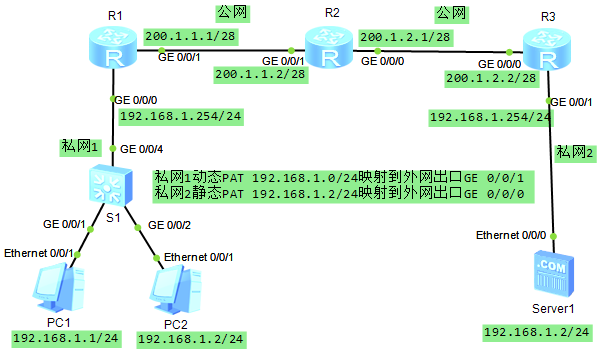 R1
公网
R2
公网
R3
200.1.1.1/28
200.1.2.1/28
GE 0/0/1
GE 0/0/1
GE 0/0/0
GE 0/0/0
200.1.1.2/28
200.1.2.2/28
GE 0/0/0
GE 0/0/1
192.168.1.254/24
192.168.1.254/24
私网1
GE 0/0/4
私网2
私网1动态PAT 192.168.1.0/24映射到外网出口GE 0/0/1
私网2静态PAT 192.168.1.2/24映射到外网出口GE 0/0/0
S1
GE 0/0/1
GE 0/0/2
Ethernet 0/0/1
Ethernet 0/0/1
Ethernet 0/0/0
.COM
PC1
PC2
Server1
192.168.1.1/24
192.168.1.2/24
192.168.1.2/24
R
R
R